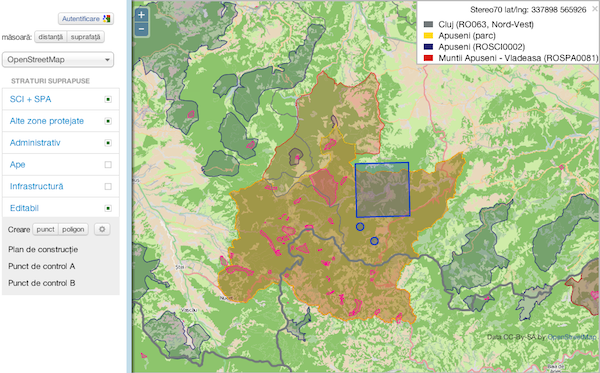 Autentificare
măsoară: distanță suprafață
OpenStreetMap
STRATURI SUPRAPUSE
SCI + SPA
Alte zone protejate
Administrativ
Ape
Infrastructură
Editabil
Creare punct poligon
Plan de construcție
Punct de control A
Punct de control B
+
−
Stereo70 lat/lng: 337898 565926
Cluj (RO063, Nord-Vest)
Apuseni (parc)
Apuseni (ROSCI0002)
Muntii Apuseni - Vladeasa (ROSPA0081)
Vascău
Data CC-By-SA by OpenStreetMap